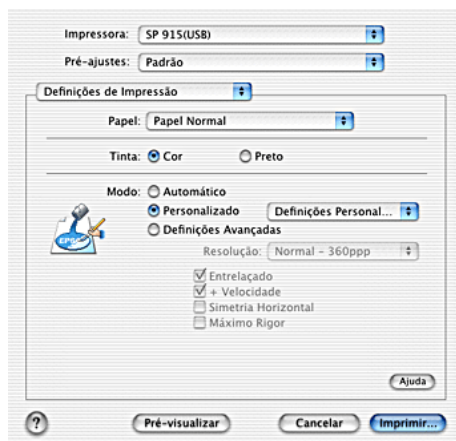 Impressora: SP 915(USB)
Pré-ajustes: Padrão
Definições de Impressão
Papel: Papel Normal
Tinta: Cor Preto
Modo: Automático
Personalizado Definições Personal...
Definições Avançadas
Resolução: Normal – 360ppp
Entrelaçado
+ Velocidade
Simetria Horizontal
Máximo Rigor
EPSON
Ajuda
? Pré-visualizar Cancelar Imprimir...